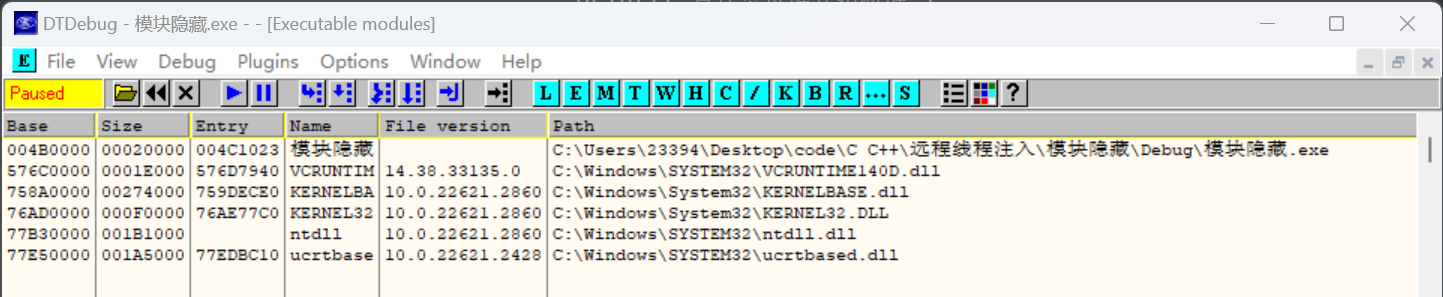 DTDebug - 模块隐藏.exe - - [Executable modules]
E File View Debug Plugins Options Window Help
Paused L E M T W H C / K B R ... S ?
Base Size Entry Name File version Path
004B0000 00020000 004C1023 模块隐藏 C:\Users\23394\Desktop\code\C C++\远程线程注入\模块隐藏\Debug\模块隐藏.exe
576C0000 0001E000 576D7940 VCRUNTIM 14.38.33135.0 C:\Windows\SYSTEM32\VCRUNTIME140D.dll
758A0000 00274000 759DECE0 KERNELBA 10.0.22621.2860 C:\Windows\System32\KERNELBASE.dll
76AD0000 000F0000 76AE77C0 KERNEL32 10.0.22621.2860 C:\Windows\System32\KERNEL32.DLL
77B30000 001B1000 ntdll 10.0.22621.2860 C:\Windows\SYSTEM32\ntdll.dll
77E50000 001A5000 77EDBC10 ucrtbase 10.0.22621.2428 C:\Windows\SYSTEM32\ucrtbased.dll